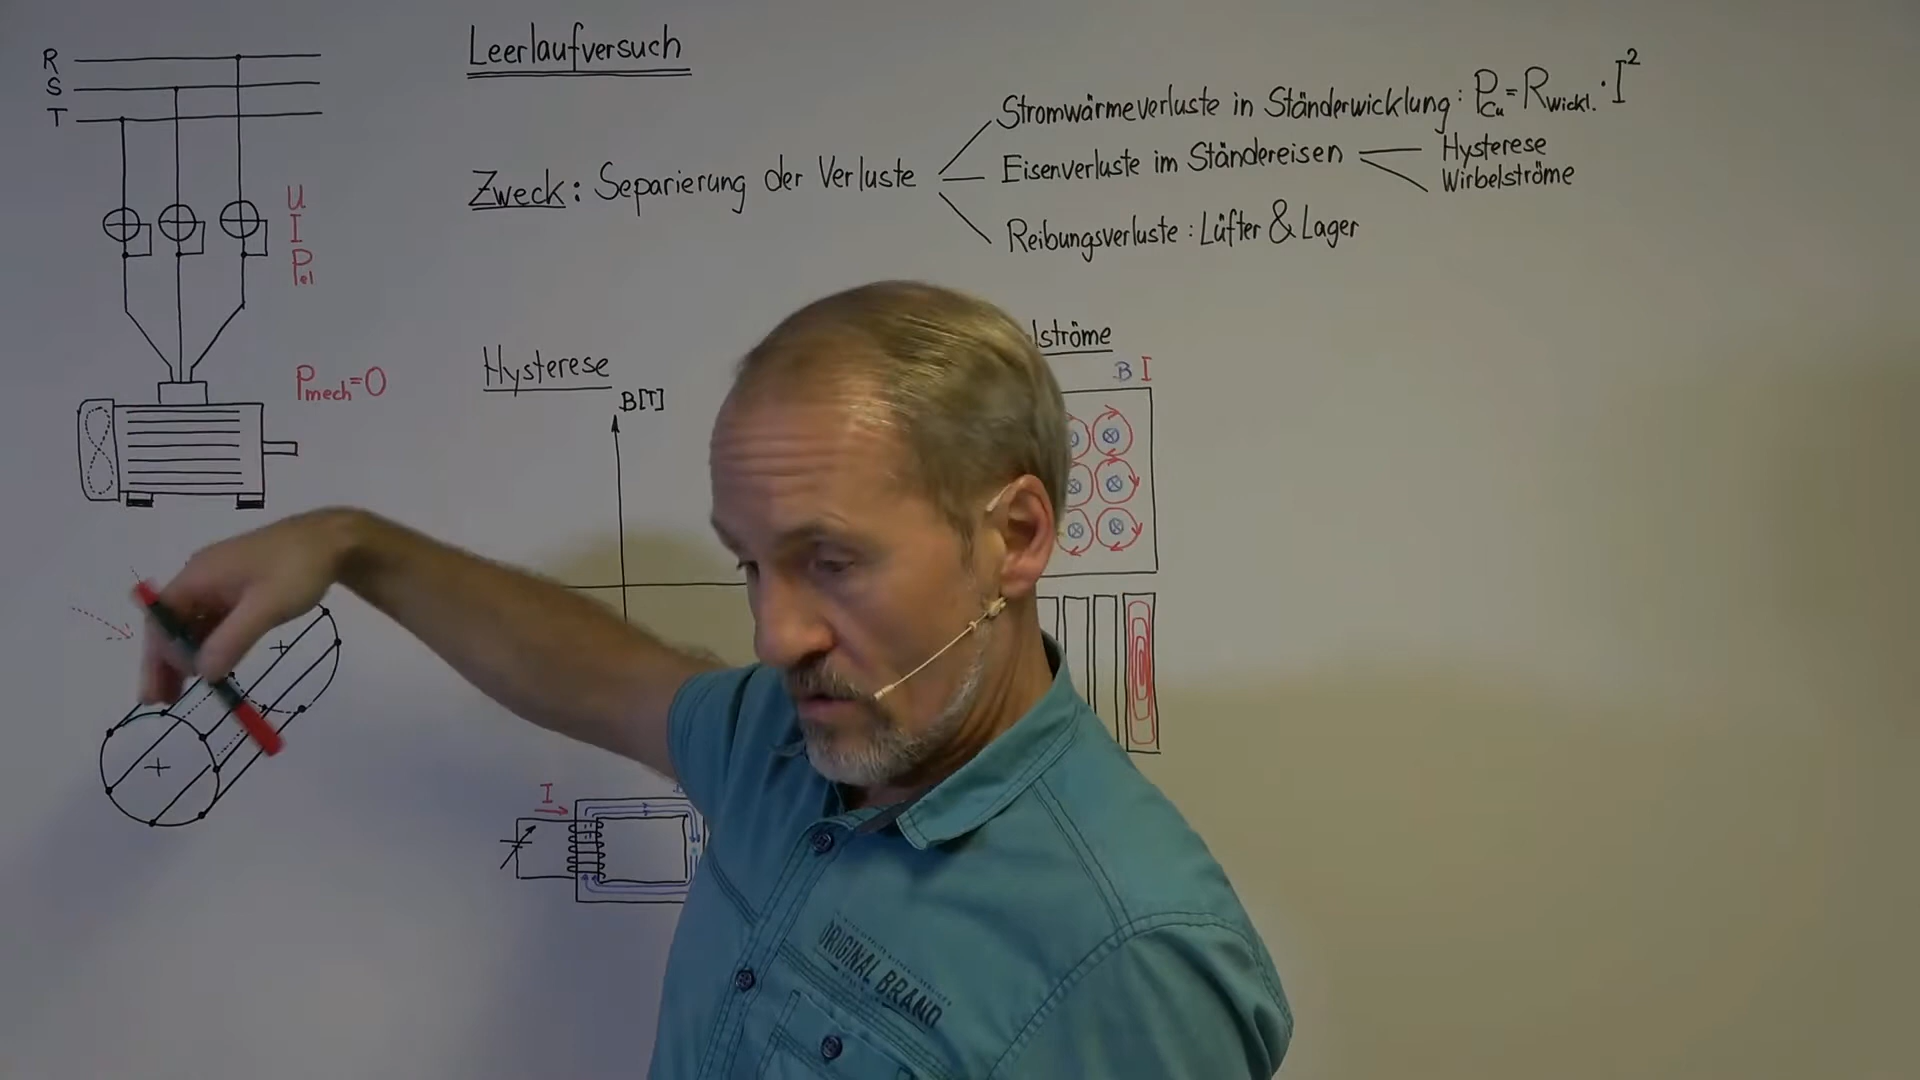 Leerlaufversuch
R
S
T
U
I
Pel
Pmech=0
Zweck: Separierung der Verluste
Stromwärmeverluste in Ständerwicklung: PCu=RWickl.·I²
Eisenverluste im Ständereisen
Hysterese
Wirbelströme
Reibungsverluste: Lüfter & Lager
Hysterese
B[T]
lströme
B I
I
ORIGINAL BRAND